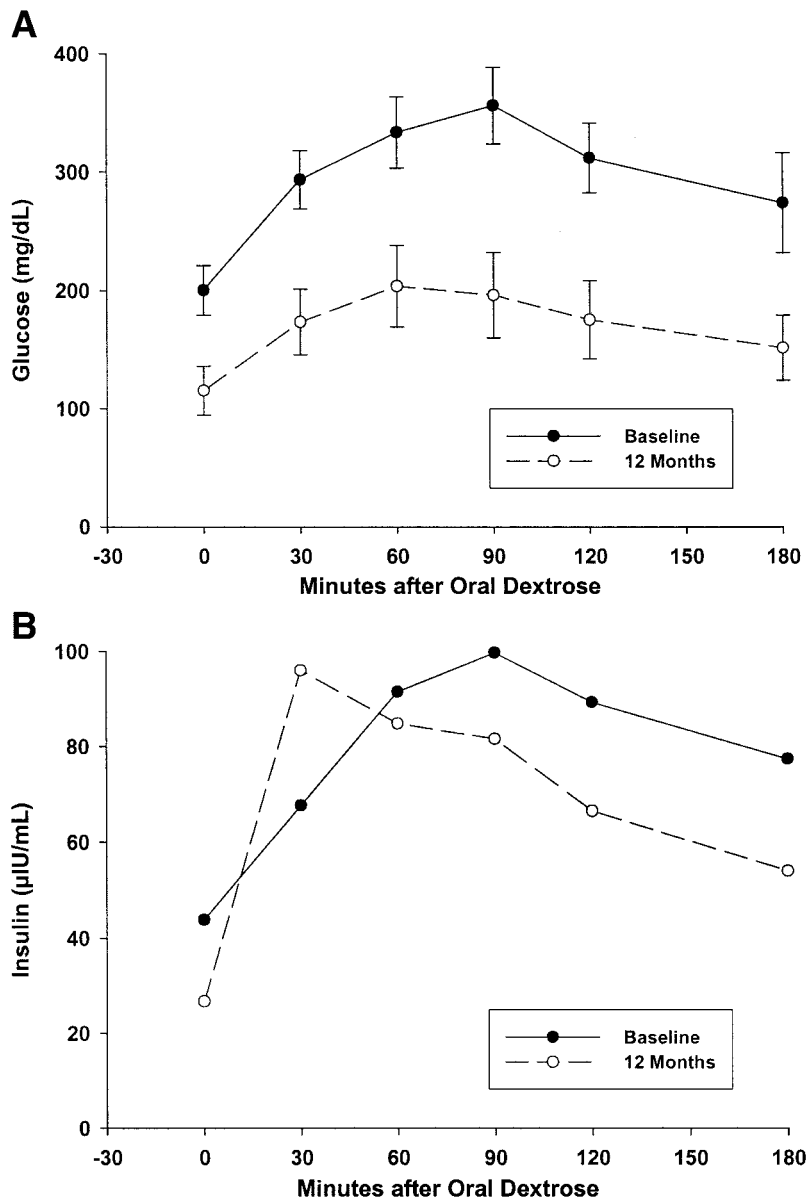 A
400
300
200
100
0
Glucose (mg/dL)
-30 0 30 60 90 120 150 180
Minutes after Oral Dextrose
Baseline
12 Months
B
100
80
60
40
20
0
Insulin (µIU/mL)
-30 0 30 60 90 120 150 180
Minutes after Oral Dextrose
Baseline
12 Months